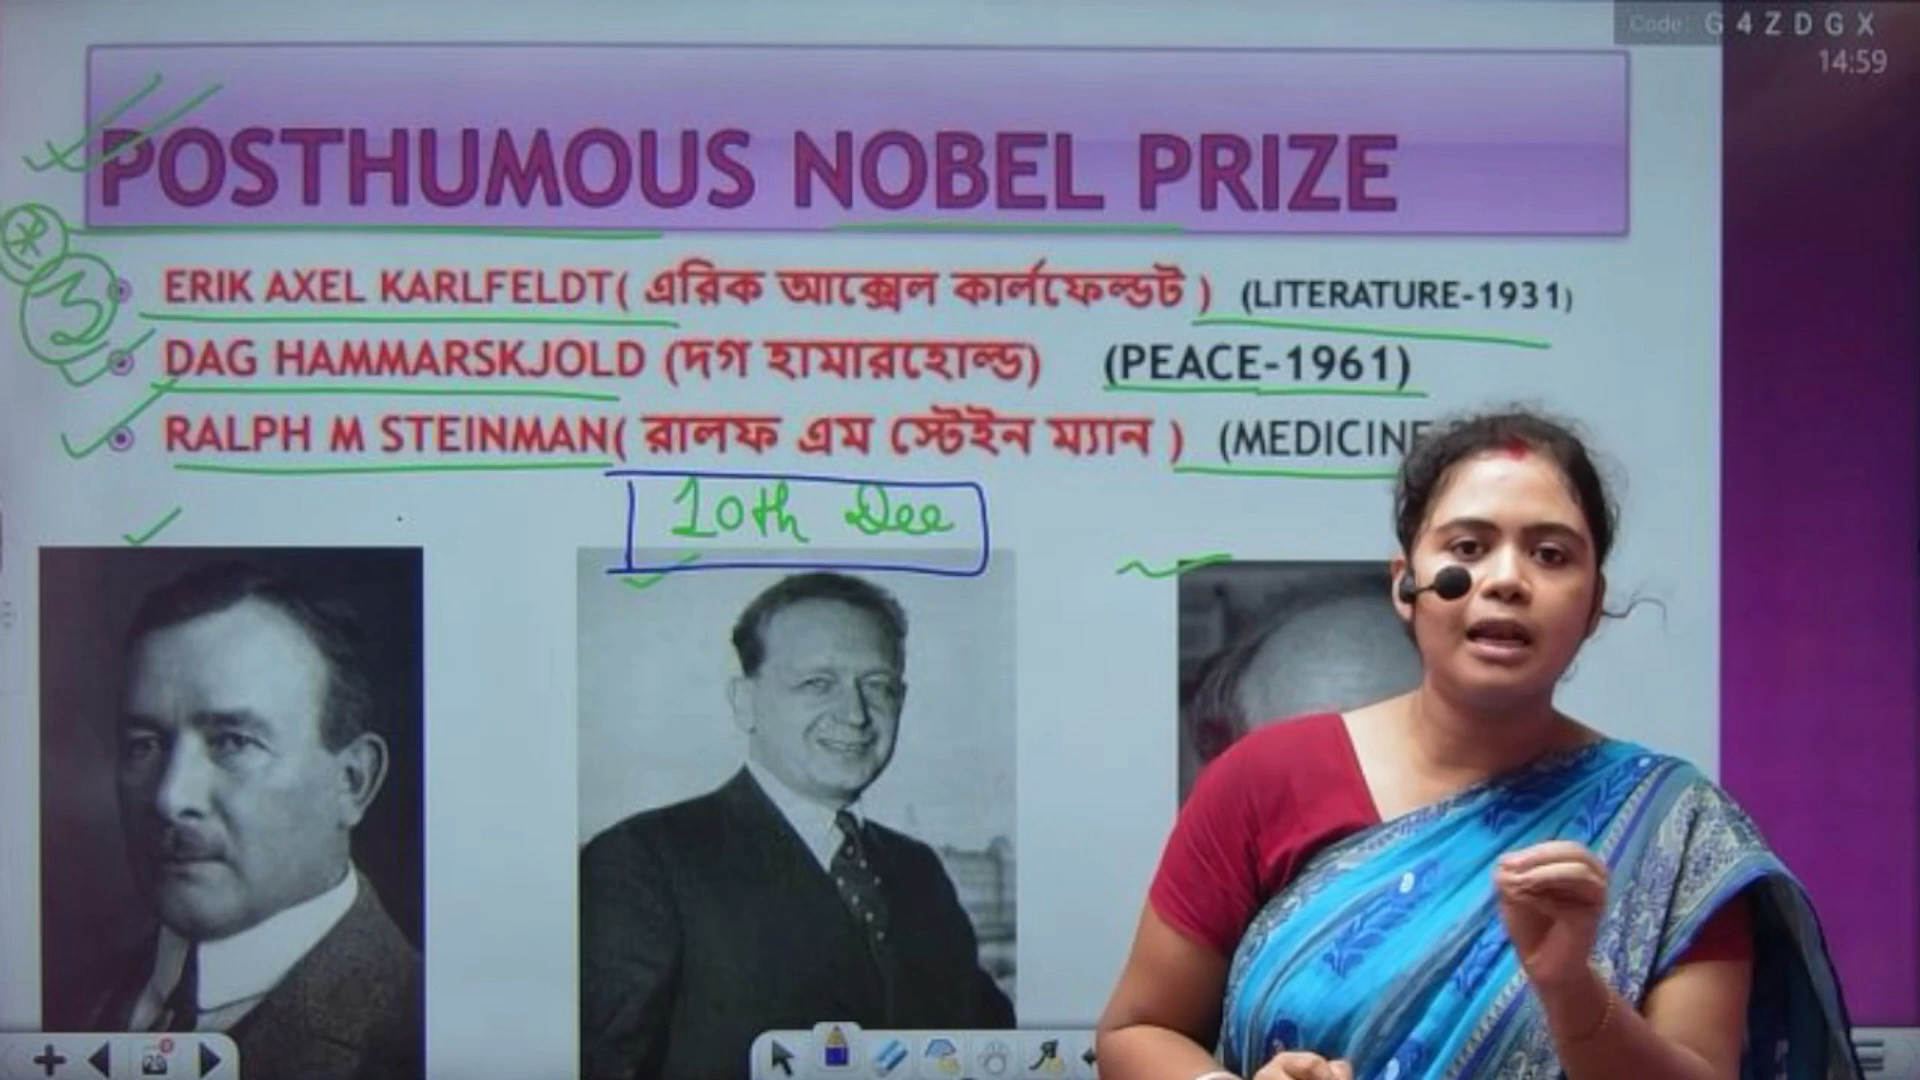 Code: G 4 Z D G X
14:59
POSTHUMOUS NOBEL PRIZE
3
ERIK AXEL KARLFELDT( এরিক আক্সেল কার্লফেল্ডট ) (LITERATURE-1931)
DAG HAMMARSKJOLD (দগ হামারহোল্ড) (PEACE-1961)
RALPH M STEINMAN( রালফ এম স্টেইন ম্যান ) (MEDICINE
10th Dec